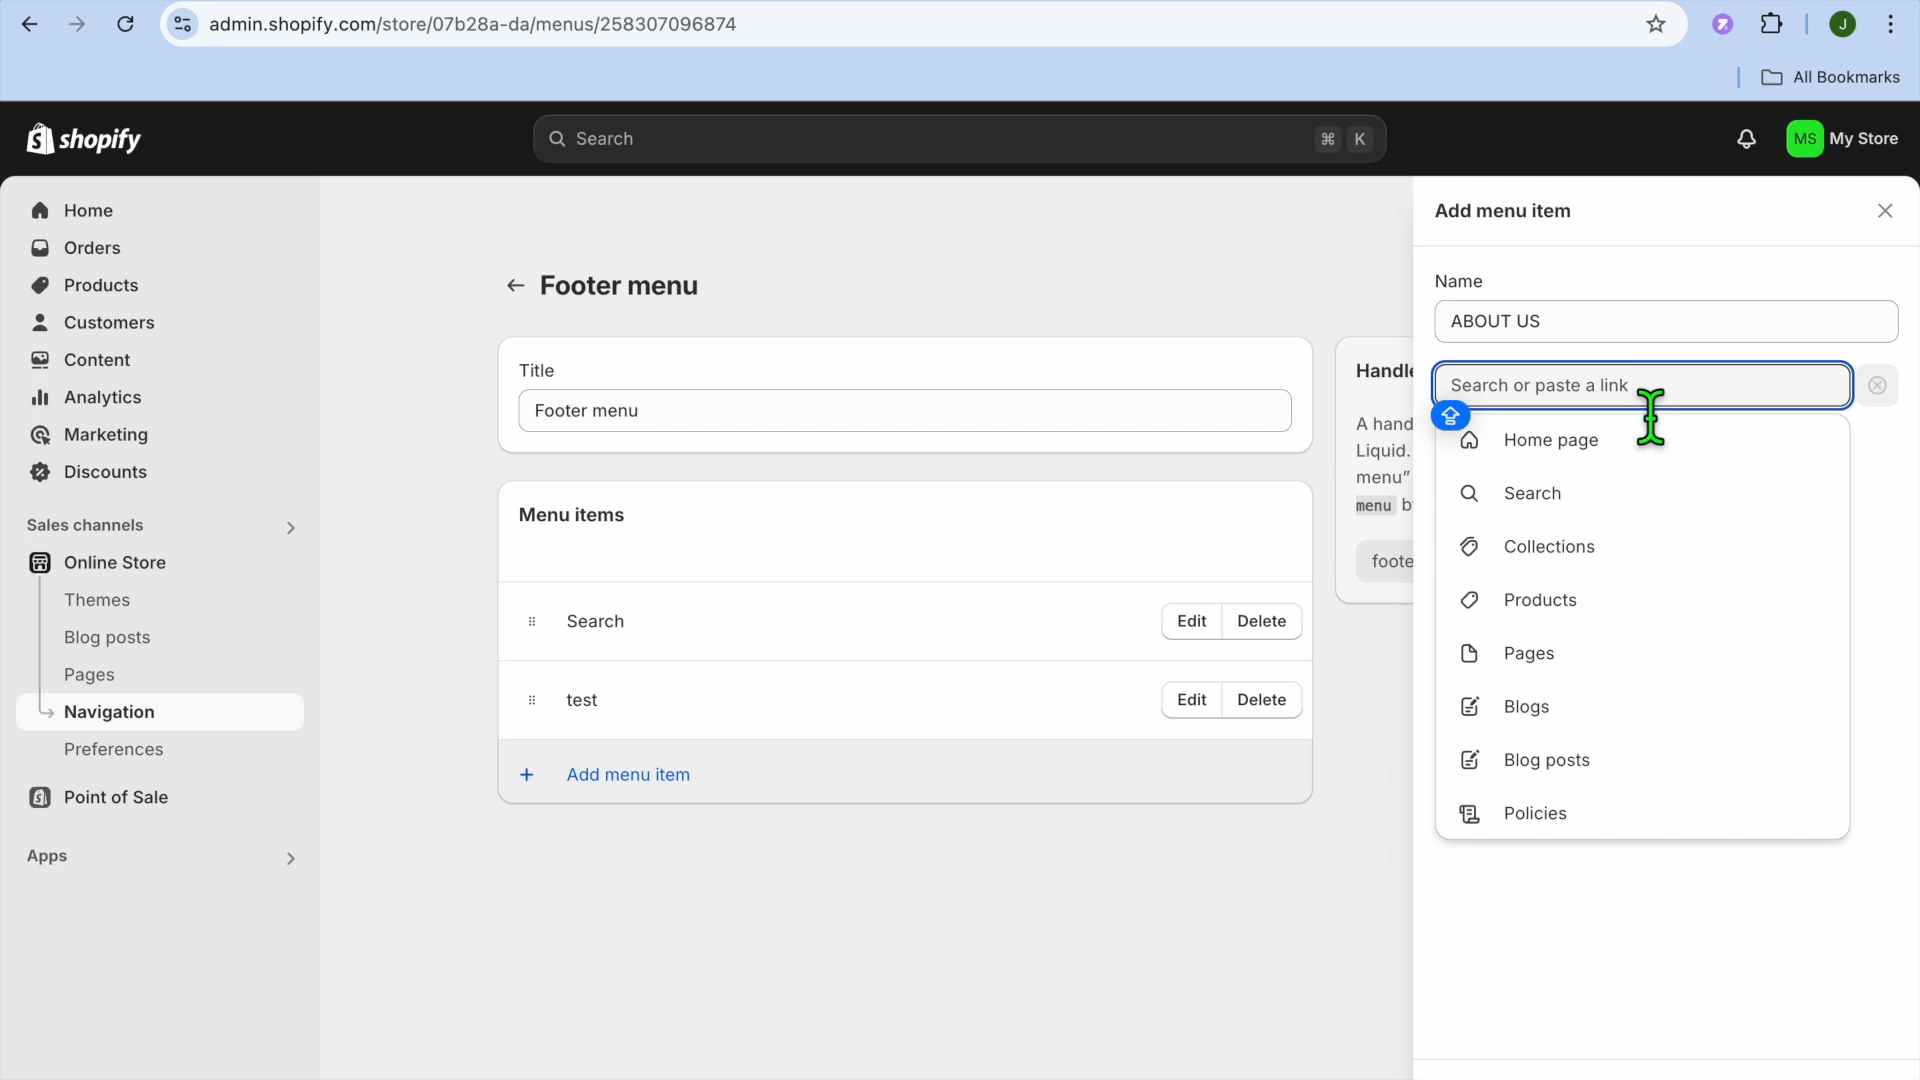 admin.shopify.com/store/07b28a-da/menus/258307096874
J
All Bookmarks
shopify
Search
⌘ K
MS My Store
Home
Orders
Products
Customers
Content
Analytics
Marketing
Discounts
Sales channels
Online Store
Themes
Blog posts
Pages
Navigation
Preferences
Point of Sale
Apps
Footer menu
Title
Footer menu
Menu items
Search
Edit
Delete
test
Edit
Delete
+ Add menu item
Handle
A hand
Liquid.
menu”
menu b
foote
Add menu item
Name
ABOUT US
Search or paste a link
Home page
Search
Collections
Products
Pages
Blogs
Blog posts
Policies